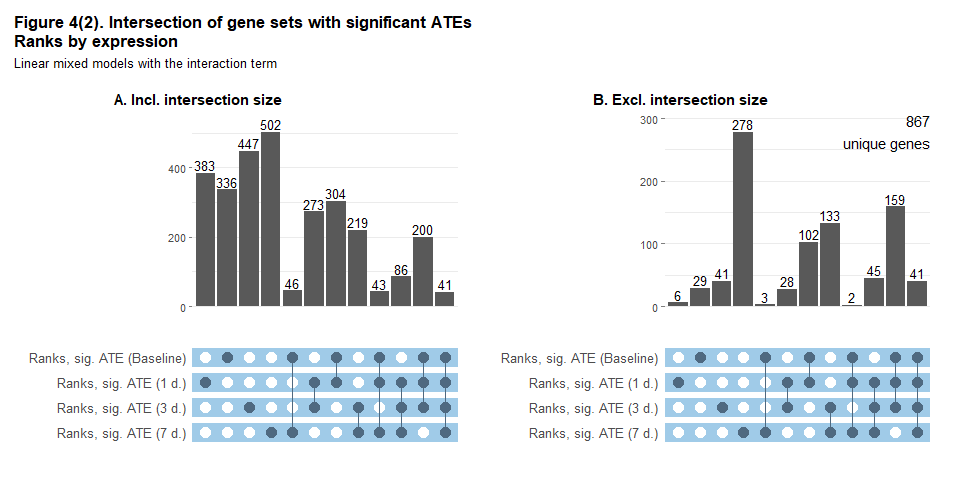 Figure 4(2). Intersection of gene sets with significant ATEs
Ranks by expression
Linear mixed models with the interaction term
A. Incl. intersection size
502
447
383
336
304
273
219
200
86
46
43
41
400
200
0
Ranks, sig. ATE (Baseline)
Ranks, sig. ATE (1 d.)
Ranks, sig. ATE (3 d.)
Ranks, sig. ATE (7 d.)
B. Excl. intersection size
867
unique genes
300
200
100
0
6
29
41
278
3
28
102
133
2
45
159
41
Ranks, sig. ATE (Baseline)
Ranks, sig. ATE (1 d.)
Ranks, sig. ATE (3 d.)
Ranks, sig. ATE (7 d.)